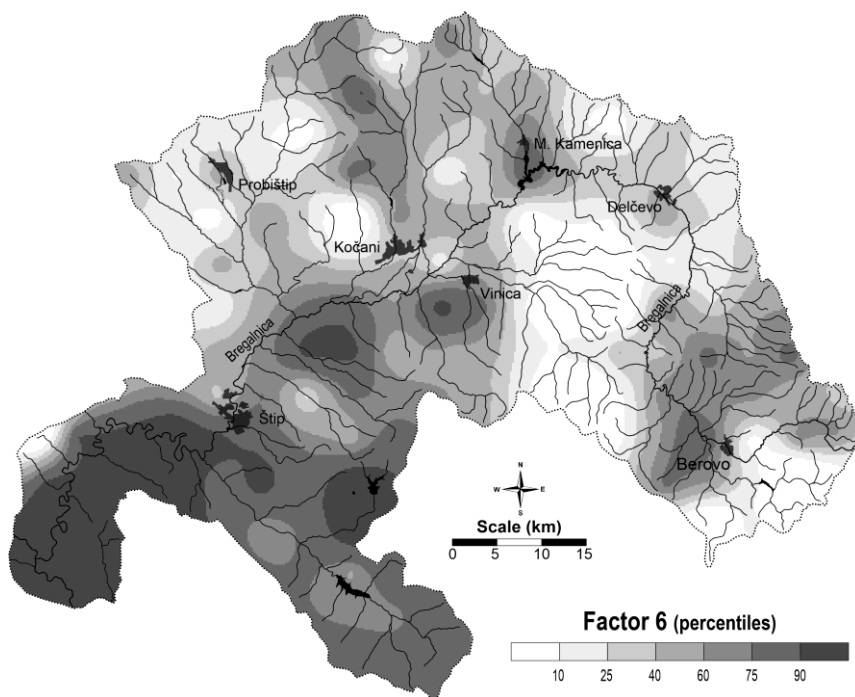 M. Kamenica
Probištip
Delčevo
Kočani
Vinica
Bregalnica
Bregalnica
Štip
Berovo
N
W E
S
Scale (km)
0 5 10 15
Factor 6 (percentiles)
10 25 40 60 75 90